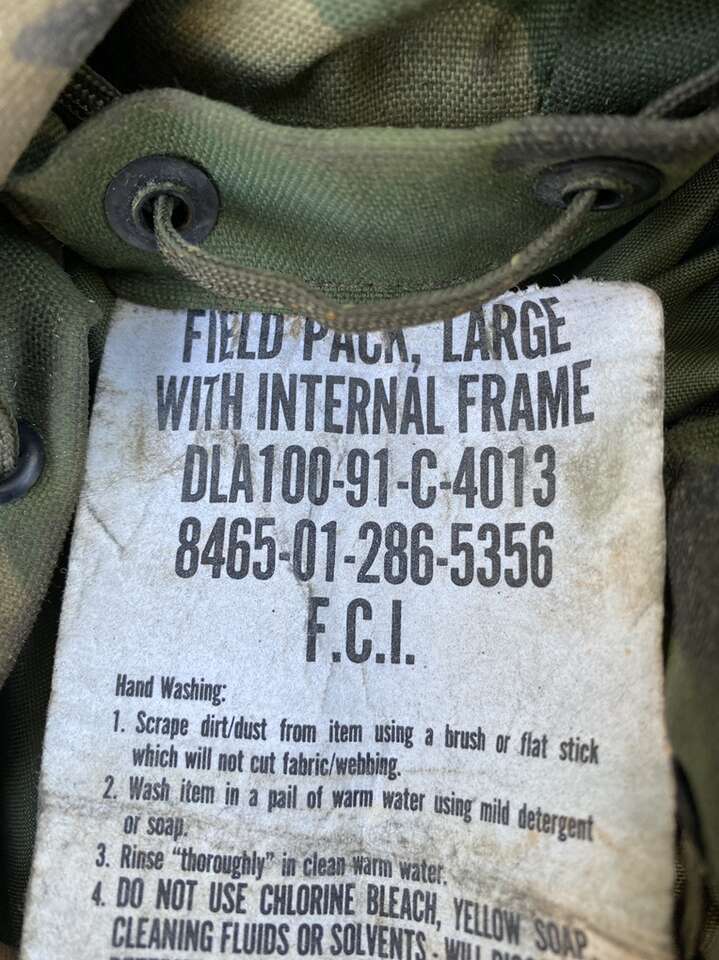 FIELD PACK, LARGE
WITH INTERNAL FRAME
DLA100-91-C-4013
8465-01-286-5356
F.C.I.
Hand Washing:
1. Scrape dirt/dust from item using a brush or flat stick
which will not cut fabric/webbing.
2. Wash item in a pail of warm water using mild detergent
or soap.
3. Rinse "thoroughly" in clean warm water.
4. DO NOT USE CHLORINE BLEACH, YELLOW SOAP
CLEANING FLUIDS OR SOLVENTS - WILL